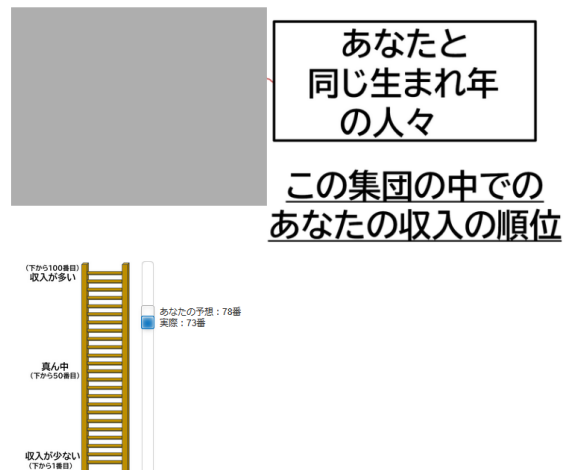 あなたと
同じ生まれ年
の人々
この集団の中での
あなたの収入の順位
(下から100番目)
収入が多い
あなたの予想：78番
実際：73番
真ん中
(下から50番目)
収入が少ない
(下から1番目)